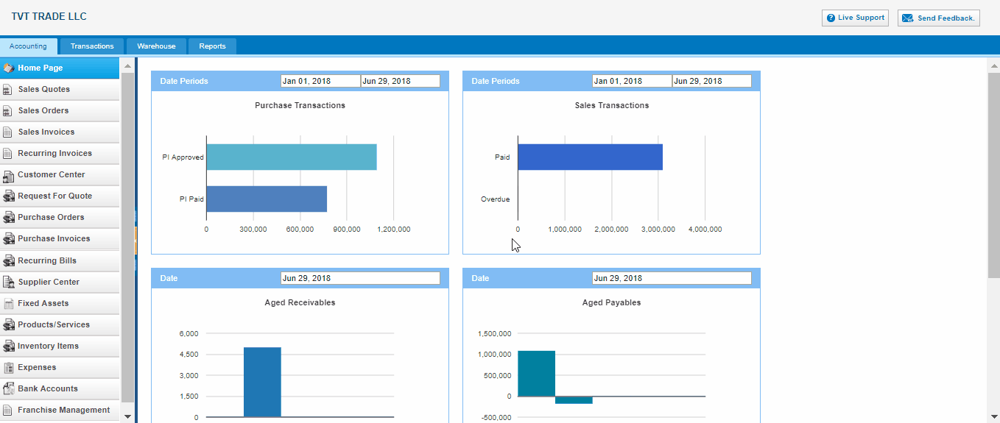 TVT TRADE LLC
Live Support
Send Feedback.
Accounting
Transactions
Warehouse
Reports
Home Page
Sales Quotes
Sales Orders
Sales Invoices
Recurring Invoices
Customer Center
Request For Quote
Purchase Orders
Purchase Invoices
Recurring Bills
Supplier Center
Fixed Assets
Products/Services
Inventory Items
Expenses
Bank Accounts
Franchise Management
Date Periods
Jan 01, 2018
Jun 29, 2018
Purchase Transactions
PI Approved
PI Paid
0 300,000 600,000 900,000 1,200,000
Date Periods
Jan 01, 2018
Jun 29, 2018
Sales Transactions
Paid
Overdue
0 1,000,000 2,000,000 3,000,000 4,000,000
Date
Jun 29, 2018
Aged Receivables
6,000
4,500
3,000
1,500
0
Date
Jun 29, 2018
Aged Payables
1,500,000
1,000,000
500,000
0
-500,000